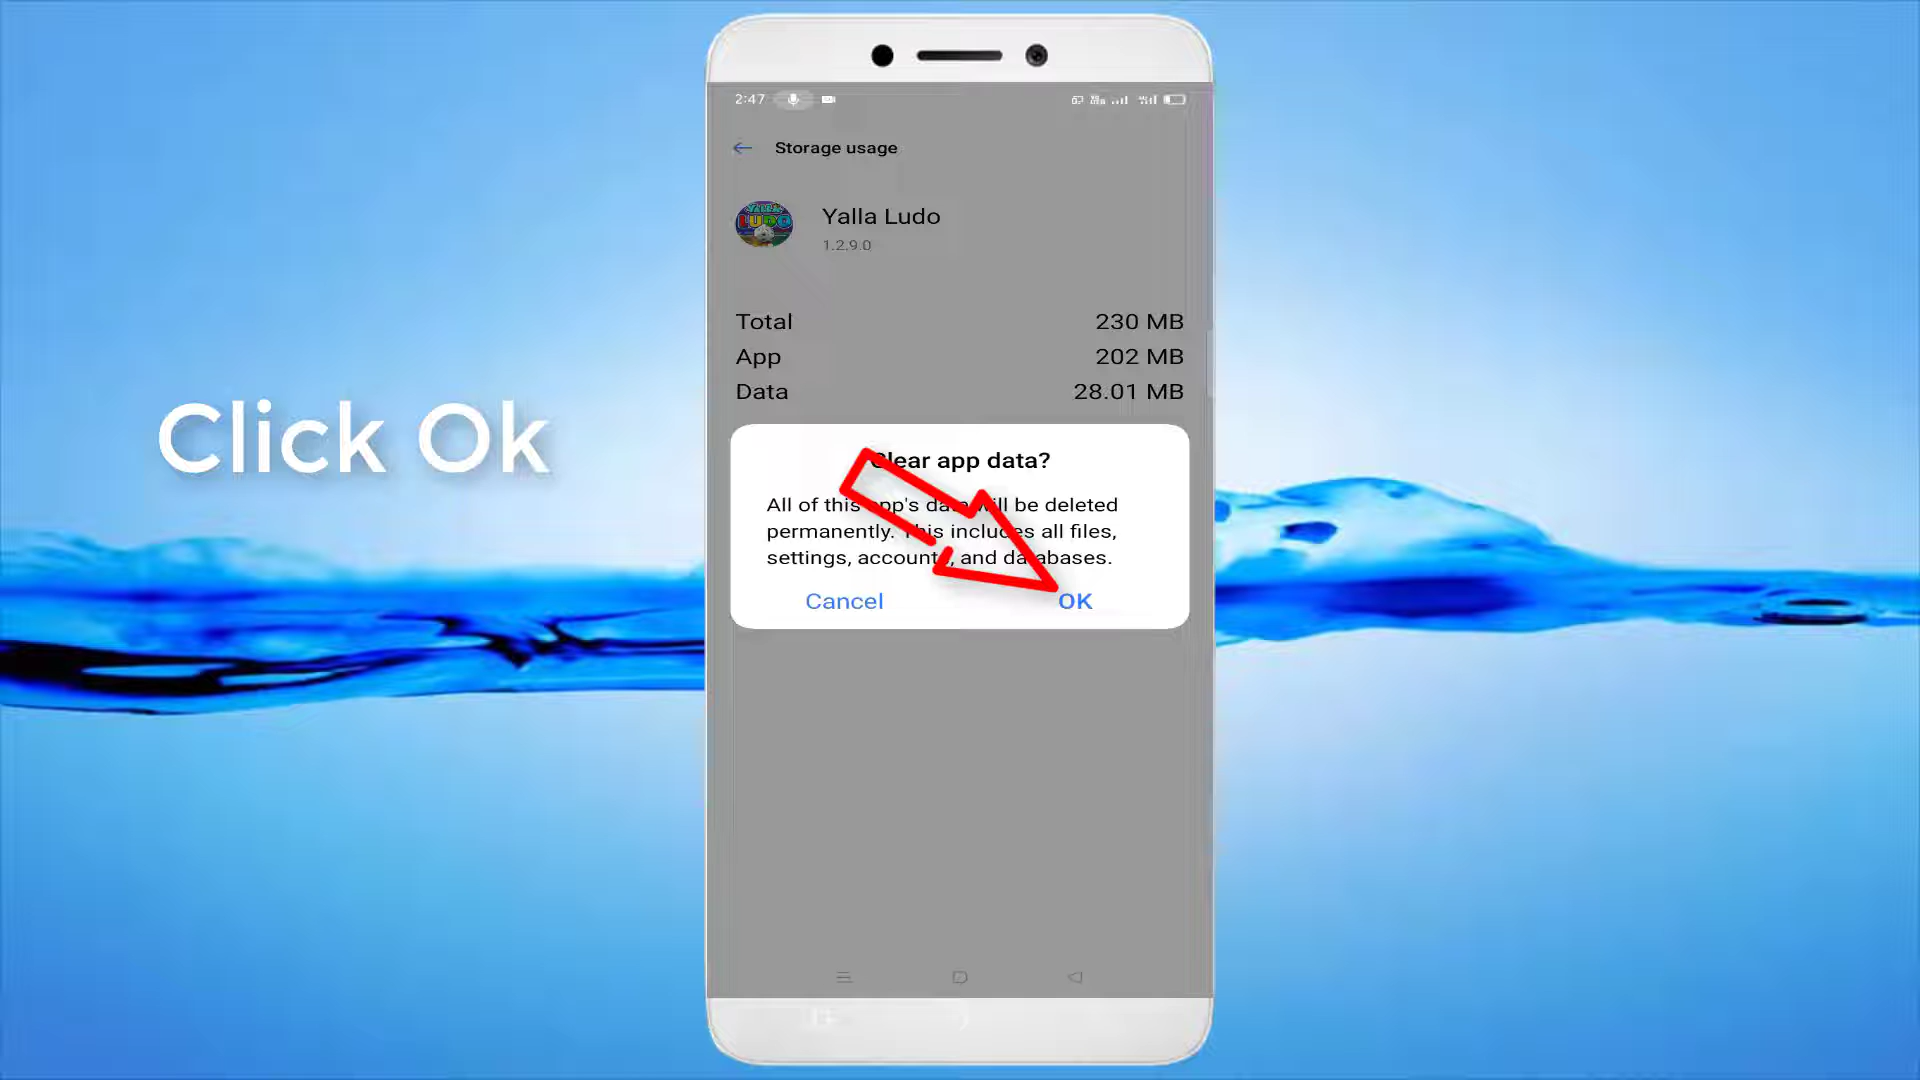 2:47
Storage usage
YALLA
LUDO
Yalla Ludo
1.2.9.0
Total 230 MB
App 202 MB
Data 28.01 MB
Click Ok
Clear app data?
All of this app's data will be deleted
permanently. This includes all files,
settings, accounts, and databases.
Cancel OK